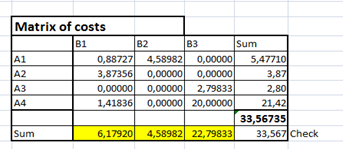 Matrix of costs
B1 B2 B3 Sum
A1 0,88727 4,58982 0,00000 5,47710
A2 3,87356 0,00000 0,00000 3,87
A3 0,00000 0,00000 2,79833 2,80
A4 1,41836 0,00000 20,00000 21,42
33,56735
Sum 6,17920 4,58982 22,79833 33,567 Check